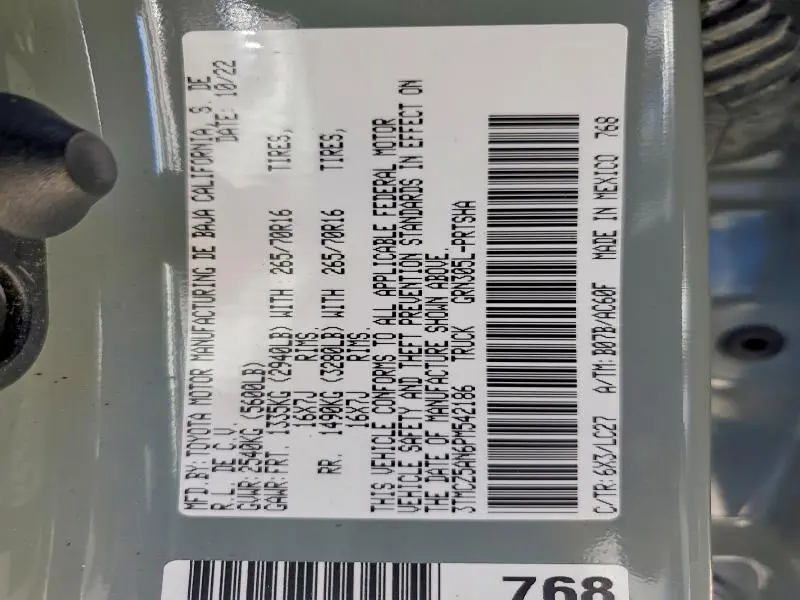 MFD.BY:TOYOTA MOTOR MANUFACTURING DE BAJA CALIFORNIA, S. DE
R.L. DE C.V. DATE: 10/22
GVWR:2540KG (5600LB)
GAWR:FRT. 1335KG (2940LB) WITH: 265/70R16 TIRES,
16X7J RIMS.
RR. 1490KG (3280LB) WITH 265/70R16 TIRES,
16X7J RIMS.
THIS VEHICLE CONFORMS TO ALL APPLICABLE FEDERAL MOTOR
VEHICLE SAFETY AND THEFT PREVENTION STANDARDS IN EFFECT ON
THE DATE OF MANUFACTURE SHOWN ABOVE.
3TMCZ5AN6PM542186 TRUCK GRN305L-PRTSHA
C/TR:6X3/LC27 A/TM:B07B/AC60F MADE IN MEXICO 768
768